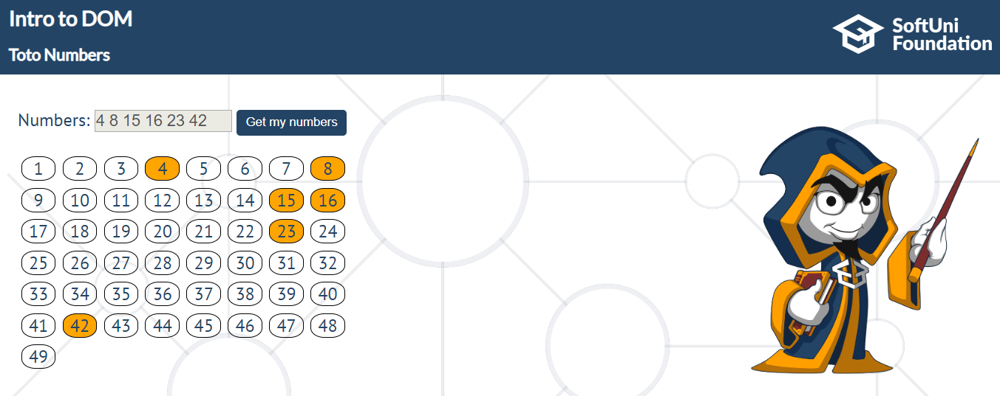 Intro to DOM
Toto Numbers
SoftUni
Foundation
Numbers: 4 8 15 16 23 42 Get my numbers
1 2 3 4 5 6 7 8
9 10 11 12 13 14 15 16
17 18 19 20 21 22 23 24
25 26 27 28 29 30 31 32
33 34 35 36 37 38 39 40
41 42 43 44 45 46 47 48
49